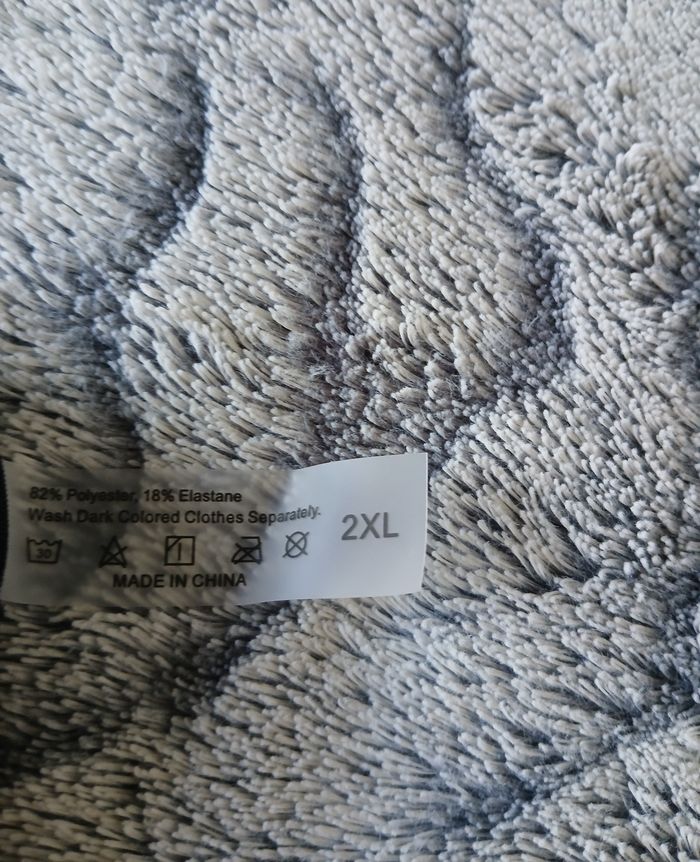 82% Polyester, 18% Elastane
Wash Dark Colored Clothes Separately.
30
2XL
MADE IN CHINA